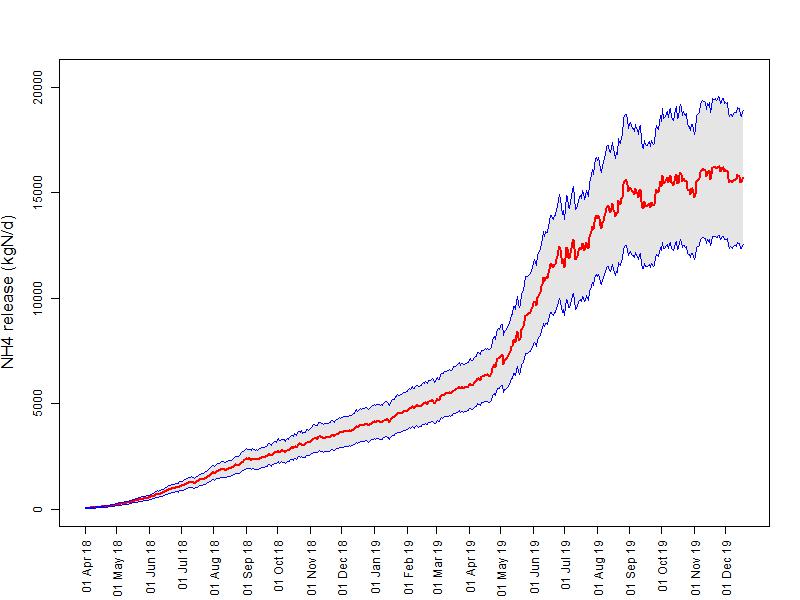 NH4 release (kgN/d)
20000
15000
10000
5000
0
01 Apr 18
01 May 18
01 Jun 18
01 Jul 18
01 Aug 18
01 Sep 18
01 Oct 18
01 Nov 18
01 Dec 18
01 Jan 19
01 Feb 19
01 Mar 19
01 Apr 19
01 May 19
01 Jun 19
01 Jul 19
01 Aug 19
01 Sep 19
01 Oct 19
01 Nov 19
01 Dec 19